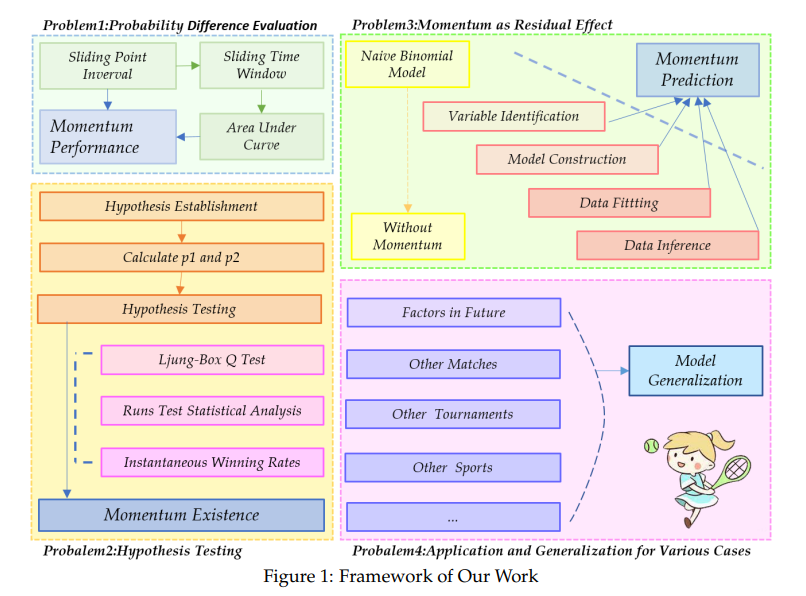 Problem1:Probability Difference Evaluation
Sliding Point
Inverval
Sliding Time
Window
Momentum
Performance
Area Under
Curve
Hypothesis Establishment
Calculate p1 and p2
Hypothesis Testing
Ljung-Box Q Test
Runs Test Statistical Analysis
Instantaneous Winning Rates
Momentum Existence
Probalem2:Hypothesis Testing
Problem3:Momentum as Residual Effect
Naive Binomial
Model
Momentum
Prediction
Variable Identification
Model Construction
Data Fittting
Without
Momentum
Data Inference
Factors in Future
Other Matches
Other Tournaments
Other Sports
...
Model
Generalization
Probalem4:Application and Generalization for Various Cases
Figure 1: Framework of Our Work